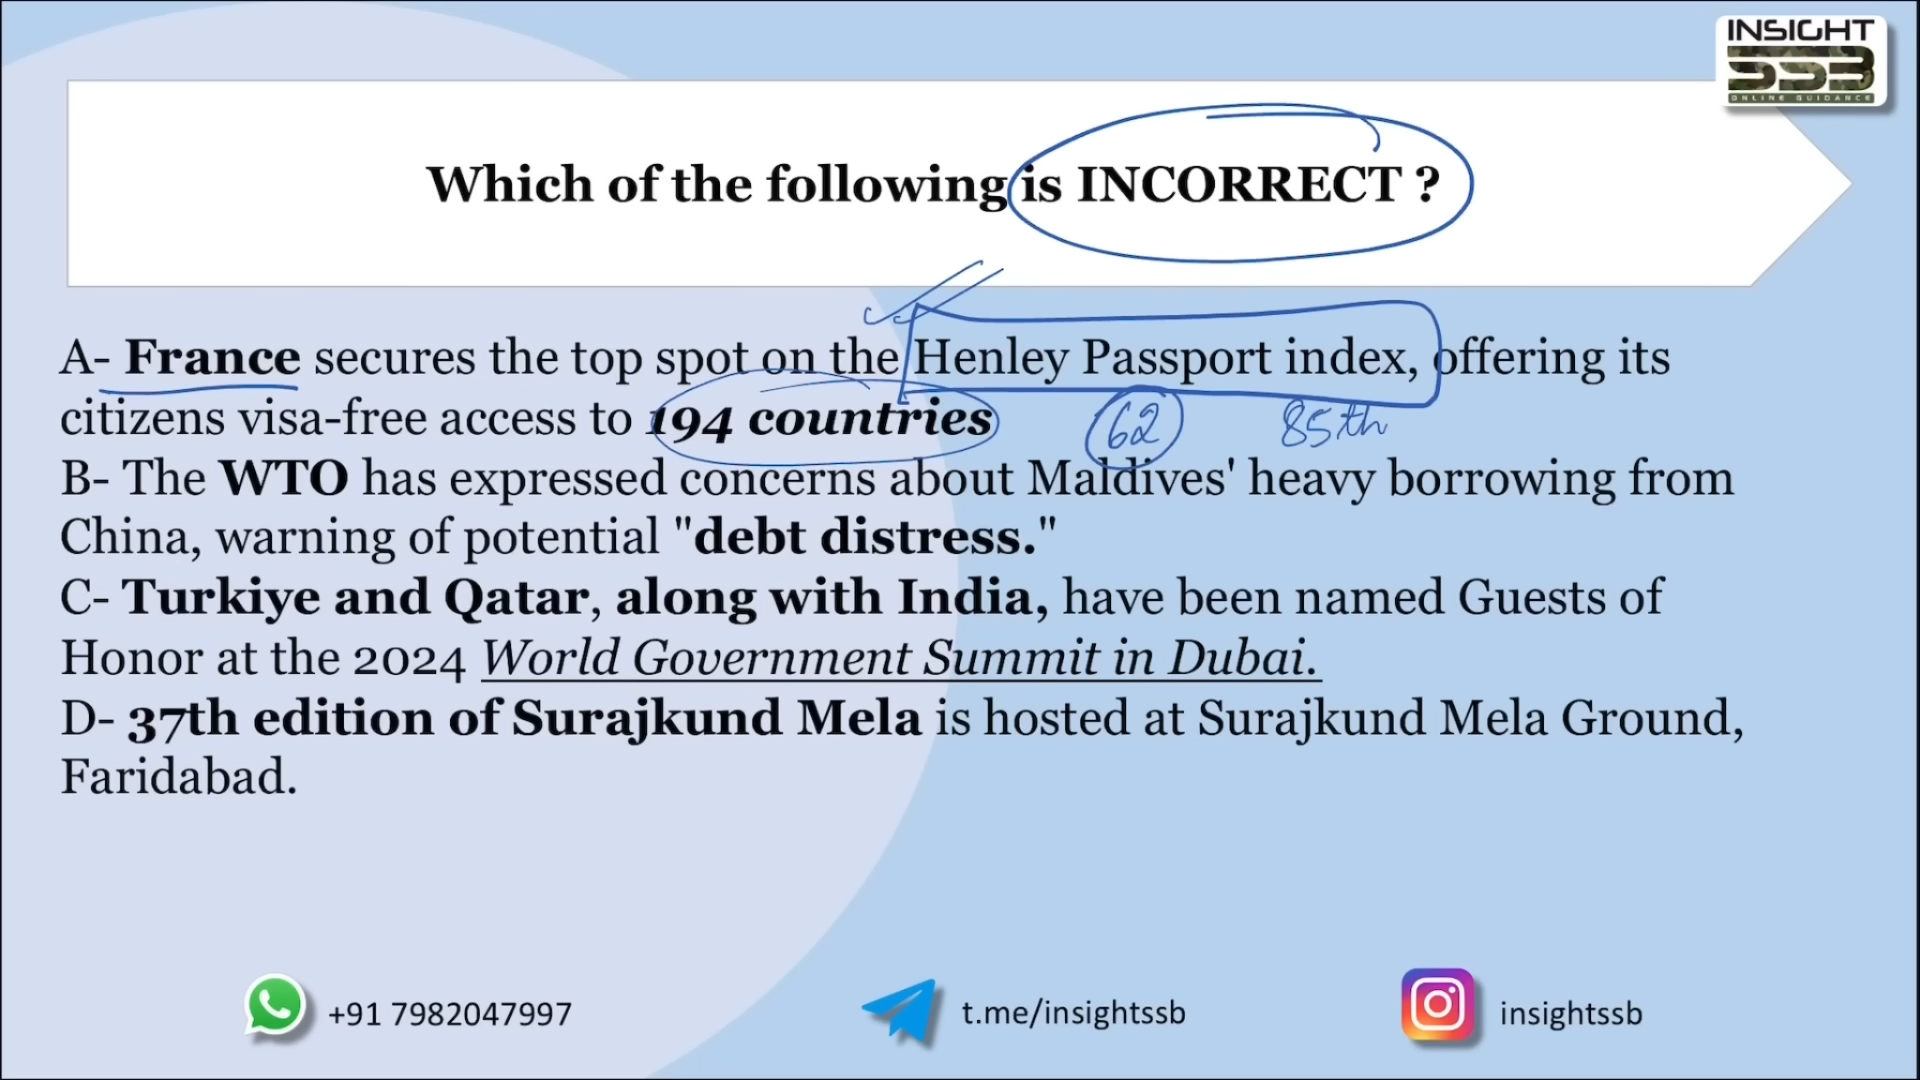 INSIGHT
SSB
ONLINE GUIDANCE
Which of the following is INCORRECT ?
A- France secures the top spot on the Henley Passport index, offering its
citizens visa-free access to 194 countries
62 85th
B- The WTO has expressed concerns about Maldives' heavy borrowing from
China, warning of potential "debt distress."
C- Turkiye and Qatar, along with India, have been named Guests of
Honor at the 2024 World Government Summit in Dubai.
D- 37th edition of Surajkund Mela is hosted at Surajkund Mela Ground,
Faridabad.
+91 7982047997
t.me/insightssb
insightssb